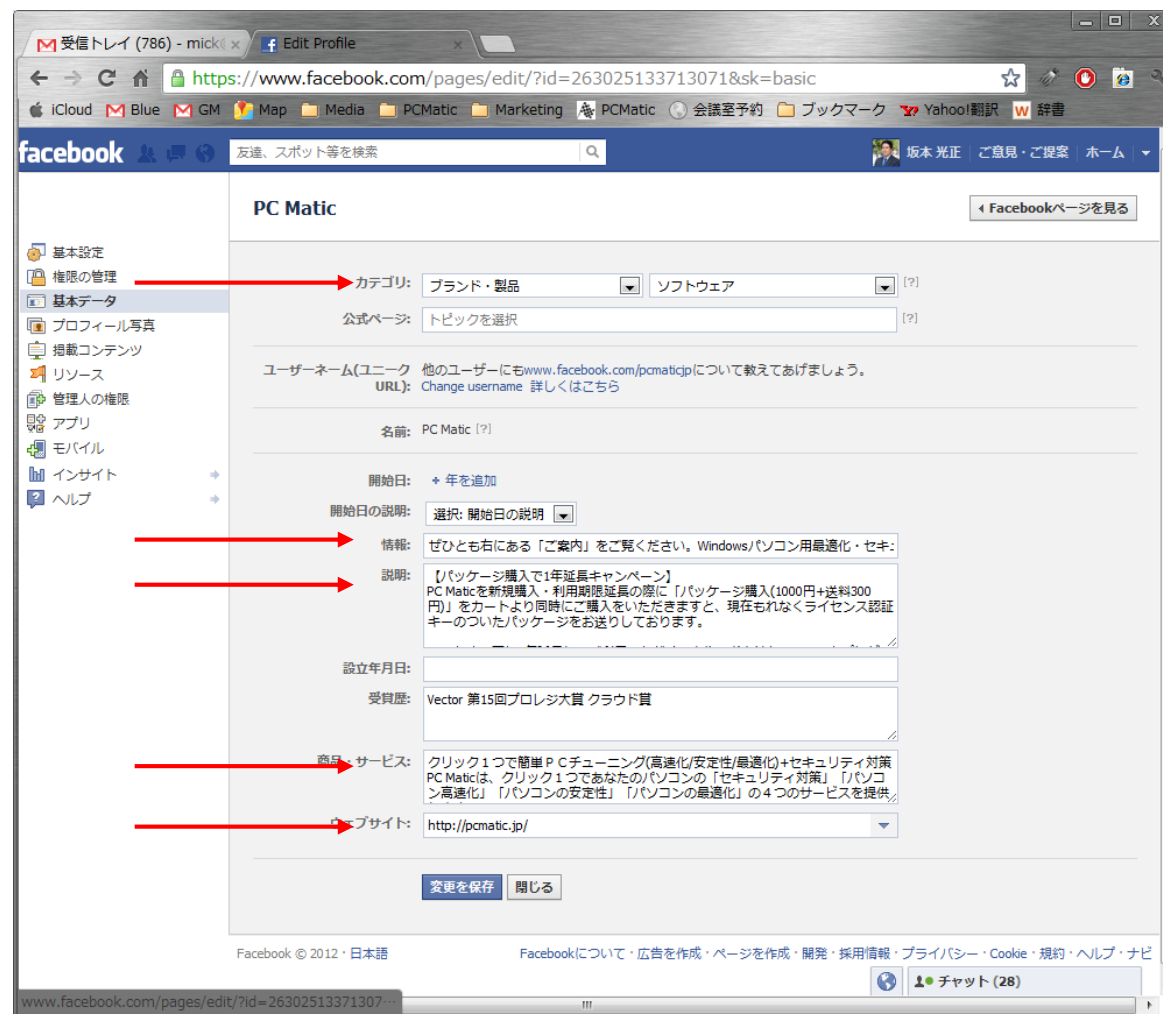 受信トレイ (786) - mick
Edit Profile
https://www.facebook.com/pages/edit/?id=263025133713071&sk=basic
iCloud Blue GM Map Media PCMatic Marketing PCMatic 会議室予約 ブックマーク Yahoo!翻訳 辞書
facebook 友達、スポット等を検索 坂本 光正 ご意見・ご提案 ホーム
PC Matic
Facebookページを見る
基本設定
権限の管理
基本データ
プロフィール写真
掲載コンテンツ
リソース
管理人の権限
アプリ
モバイル
インサイト
ヘルプ
カテゴリ: ブランド・製品 ソフトウェア [?]
公式ページ: トピックを選択 [?]
ユーザーネーム(ユニーク
URL):
他のユーザーにもwww.facebook.com/pcmaticjpについて教えてあげましょう。
Change username 詳しくはこちら
名前: PC Matic [?]
開始日: + 年を追加
開始日の説明: 選択: 開始日の説明
情報: ぜひとも右にある「ご案内」をご覧ください。Windowsパソコン用最適化・セキ
説明: 【パッケージ購入で1年延長キャンペーン】
PC Maticを新規購入・利用期限延長の際に「パッケージ購入(1000円+送料300
円)」をカートより同時にご購入をいただきますと、現在もれなくライセンス認証
キーのついたパッケージをお送りしております。
設立年月日:
受賞歴: Vector 第15回プロレジ大賞 クラウド賞
商品・サービス: クリック１つで簡単ＰＣチューニング(高速化/安定性/最適化)+セキュリティ対策
PC Maticは、クリック１つであなたのパソコンの「セキュリティ対策」「パソコ
ン高速化」「パソコンの安定性」「パソコンの最適化」の４つのサービスを提供
ウェブサイト: http://pcmatic.jp/
変更を保存 閉じる
Facebook © 2012 · 日本語
Facebookについて · 広告を作成 · ページを作成 · 開発 · 採用情報 · プライバシー · Cookie · 規約 · ヘルプ · ナビ
チャット (28)
www.facebook.com/pages/edit/?id=26302513371307…